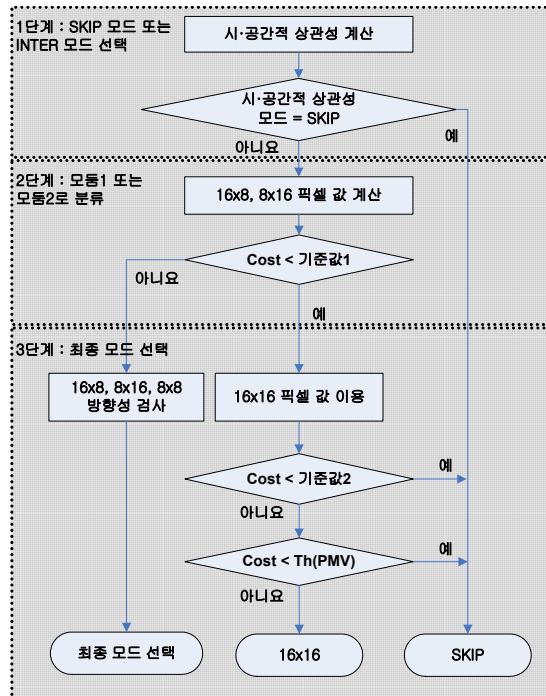 1단계 : SKIP 모드 또는
INTER 모드 선택
시·공간적 상관성 계산
시·공간적 상관성
모드 = SKIP
예
아니요
2단계 : 모둠1 또는
모둠2로 분류
16x8, 8x16 픽셀 값 계산
Cost < 기준값1
아니요
예
3단계 : 최종 모드 선택
16x8, 8x16, 8x8
방향성 검사
16x16 픽셀 값 이용
Cost < 기준값2
예
아니요
Cost < Th(PMV)
예
아니요
최종 모드 선택
16x16
SKIP